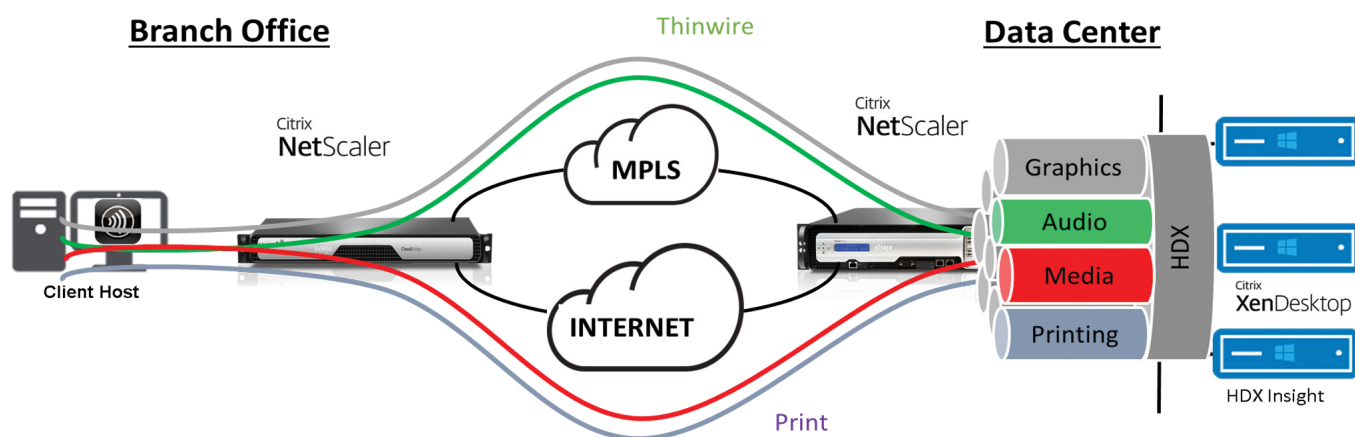 Branch Office
Thinwire
Data Center
Citrix
NetScaler
Citrix
NetScaler
MPLS
INTERNET
Client Host
Graphics
Audio
Media
Printing
HDX
Citrix
XenDesktop
HDX Insight
Print